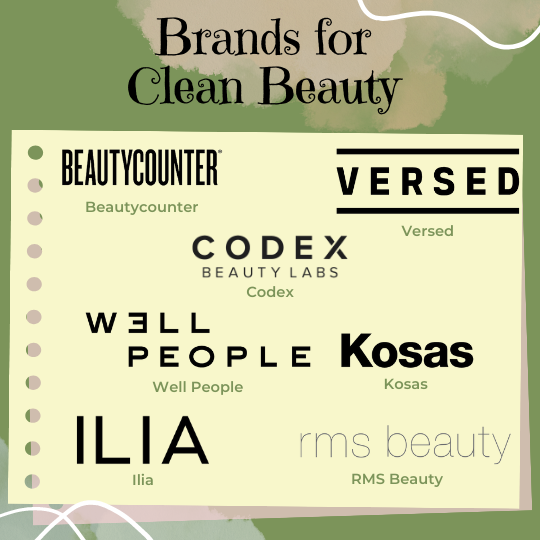 Brands for
Clean Beauty
BEAUTYCOUNTER
Beautycounter
VERSED
Versed
CODEX
BEAUTY LABS
Codex
WELL
PEOPLE
Well People
Kosas
Kosas
ILIA
Ilia
rms beauty
RMS Beauty